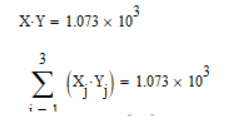 X·Y = 1.073 × 10³
3
∑ (Xⱼ·Yⱼ) = 1.073 × 10³
i = 1